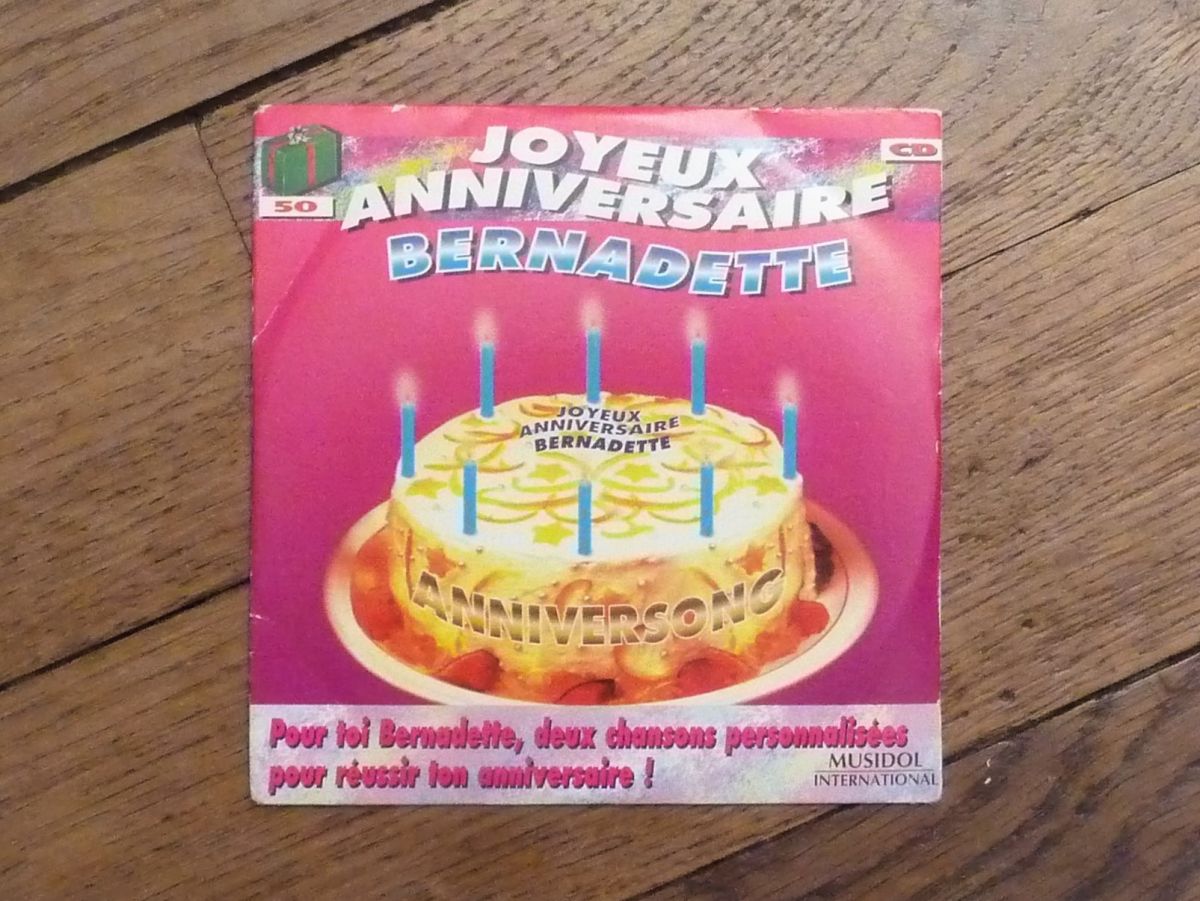 JOYEUX
ANNIVERSAIRE
BERNADETTE
CD
50
JOYEUX
ANNIVERSAIRE
BERNADETTE
ANNIVERSONG
Pour toi Bernadette, deux chansons personnalisées
pour réussir ton anniversaire !
MUSIDOL
INTERNATIONAL